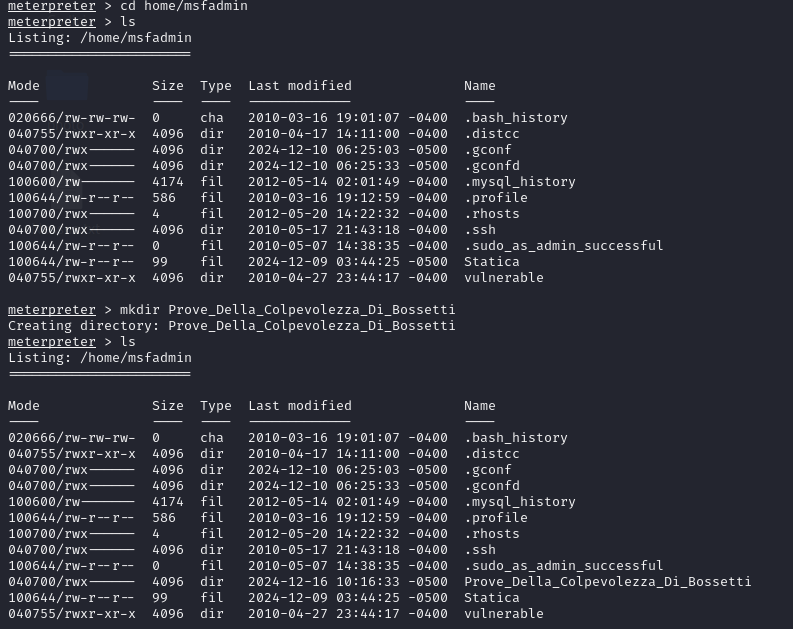 meterpreter > cd home/msfadmin
meterpreter > ls
Listing: /home/msfadmin
=======================
Mode Size Type Last modified Name
---- ---- ---- ------------- ----
020666/rw-rw-rw- 0 cha 2010-03-16 19:01:07 -0400 .bash_history
040755/rwxr-xr-x 4096 dir 2010-04-17 14:11:00 -0400 .distcc
040700/rwx------ 4096 dir 2024-12-10 06:25:03 -0500 .gconf
040700/rwx------ 4096 dir 2024-12-10 06:25:33 -0500 .gconfd
100600/rw------- 4174 fil 2012-05-14 02:01:49 -0400 .mysql_history
100644/rw-r--r-- 586 fil 2010-03-16 19:12:59 -0400 .profile
100700/rwx------ 4 fil 2012-05-20 14:22:32 -0400 .rhosts
040700/rwx------ 4096 dir 2010-05-17 21:43:18 -0400 .ssh
100644/rw-r--r-- 0 fil 2010-05-07 14:38:35 -0400 .sudo_as_admin_successful
100644/rw-r--r-- 99 fil 2024-12-09 03:44:25 -0500 Statica
040755/rwxr-xr-x 4096 dir 2010-04-27 23:44:17 -0400 vulnerable
meterpreter > mkdir Prove_Della_Colpevolezza_Di_Bossetti
Creating directory: Prove_Della_Colpevolezza_Di_Bossetti
meterpreter > ls
Listing: /home/msfadmin
=======================
Mode Size Type Last modified Name
---- ---- ---- ------------- ----
020666/rw-rw-rw- 0 cha 2010-03-16 19:01:07 -0400 .bash_history
040755/rwxr-xr-x 4096 dir 2010-04-17 14:11:00 -0400 .distcc
040700/rwx------ 4096 dir 2024-12-10 06:25:03 -0500 .gconf
040700/rwx------ 4096 dir 2024-12-10 06:25:33 -0500 .gconfd
100600/rw------- 4174 fil 2012-05-14 02:01:49 -0400 .mysql_history
100644/rw-r--r-- 586 fil 2010-03-16 19:12:59 -0400 .profile
100700/rwx------ 4 fil 2012-05-20 14:22:32 -0400 .rhosts
040700/rwx------ 4096 dir 2010-05-17 21:43:18 -0400 .ssh
100644/rw-r--r-- 0 fil 2010-05-07 14:38:35 -0400 .sudo_as_admin_successful
040700/rwx------ 4096 dir 2024-12-16 10:16:33 -0500 Prove_Della_Colpevolezza_Di_Bossetti
100644/rw-r--r-- 99 fil 2024-12-09 03:44:25 -0500 Statica
040755/rwxr-xr-x 4096 dir 2010-04-27 23:44:17 -0400 vulnerable